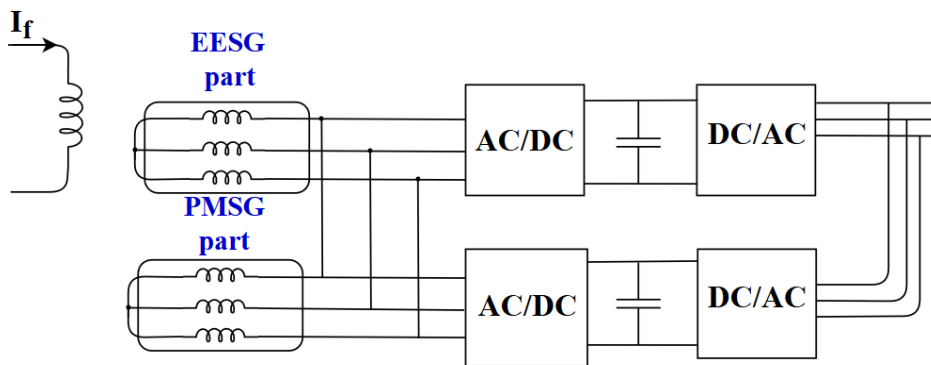 I_f
EESG
part
AC/DC
DC/AC
PMSG
part
AC/DC
DC/AC